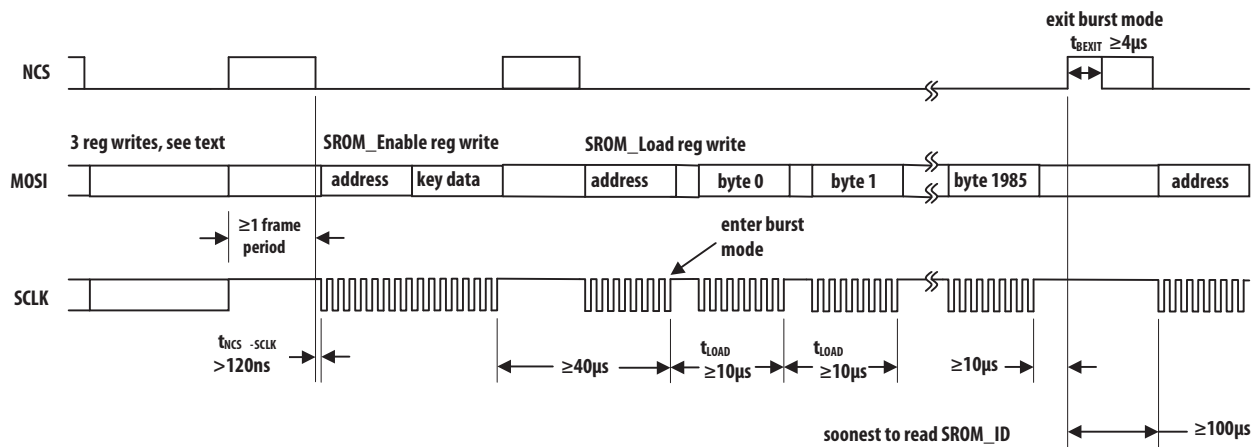 exit burst mode
tBEXIT ≥4µs
NCS
3 reg writes, see text
SROM_Enable reg write
SROM_Load reg write
MOSI
address
key data
address
byte 0
byte 1
byte 1985
address
≥1 frame
period
enter burst
mode
SCLK
tNCS -SCLK
>120ns
≥40µs
tLOAD
≥10µs
tLOAD
≥10µs
≥10µs
soonest to read SROM_ID
≥100µs